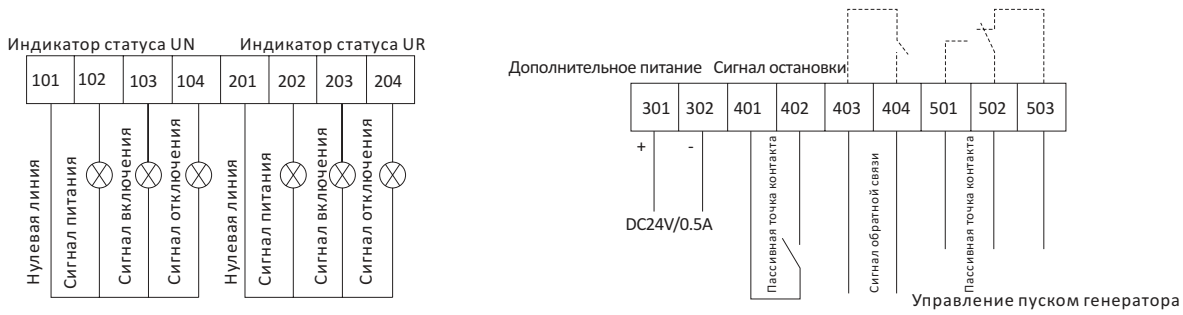 Индикатор статуса UN
Индикатор статуса UR
101 102 103 104 201 202 203 204
Нулевая линия
Сигнал питания
Сигнал включения
Сигнал отключения
Нулевая линия
Сигнал питания
Сигнал включения
Сигнал отключения
Дополнительное питание
Сигнал остановки
301 302 401 402 403 404 501 502 503
+ -
DC24V/0.5A
Пассивная точка контакта
Сигнал обратной связи
Пассивная точка контакта
Управление пуском генератора